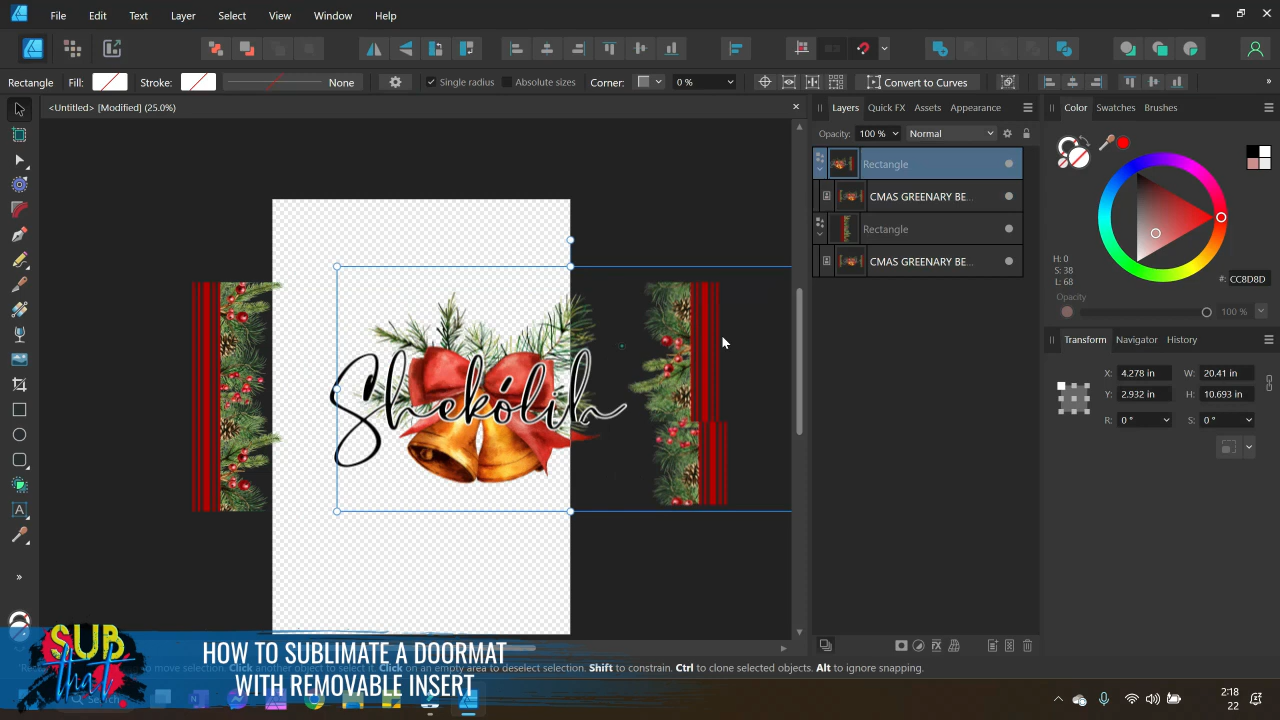 File Edit Text Layer Select View Window Help
Rectangle Fill: Stroke: None Single radius Absolute sizes Corner: 0 % Convert to Curves
<Untitled> [Modified] (25.0%)
Layers Quick FX Assets Appearance
Color Swatches Brushes
Opacity: 100 % Normal
Rectangle
CMAS GREENARY BE...
Rectangle
CMAS GREENARY BE...
H: 0
S: 38
L: 68
#: CC8D8D
Opacity
100 %
Transform Navigator History
X: 4.278 in W: 20.41 in
Y: 2.932 in H: 10.693 in
R: 0 ° S: 0 °
Shekólíh
A
SUB
that.
HOW TO SUBLIMATE A DOORMAT
WITH REMOVABLE INSERT
to move selection. Click another object to select it. Click on an empty area to deselect selection. Shift to constrain. Ctrl to clone selected objects. Alt to ignore snapping.
Search
22